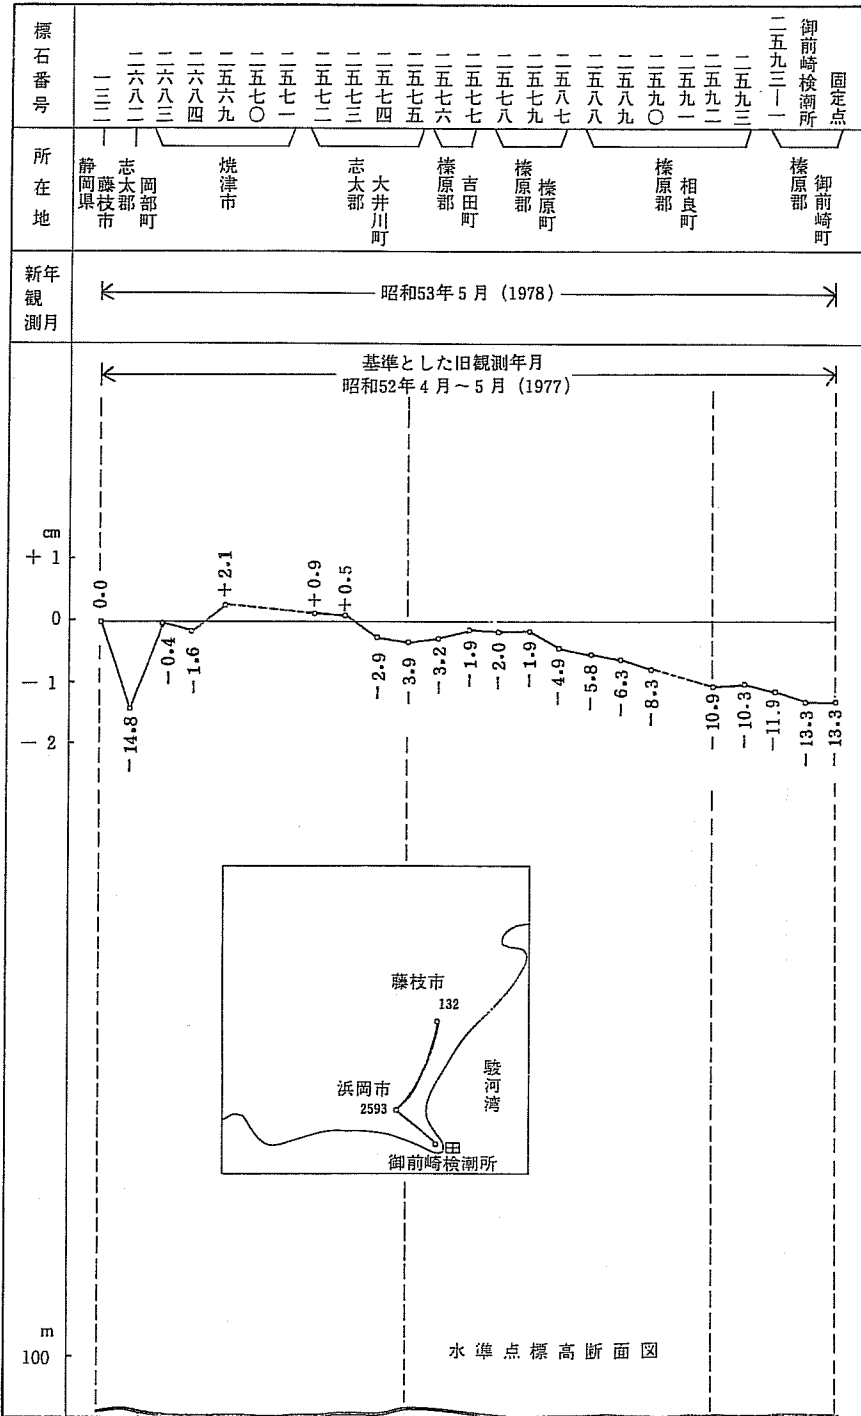 標石番号
一三二
二六八二
二六八三
二六八四
二五六九
二五七〇
二五七一
二五七二
二五七三
二五七四
二五七五
二五七六
二五七七
二五七八
二五七九
二五八七
二五八八
二五八九
二五九〇
二五九一
二五九二
二五九三
二五九三―一
御前崎検潮所
固定点
所在地
静岡県
藤枝市
志太郡
岡部町
焼津市
志太郡
大井川町
榛原郡
吉田町
榛原郡
榛原町
榛原郡
相良町
榛原郡
御前崎町
新年
観
測月
昭和53年5月 (1978)
基準とした旧観測年月
昭和52年4月～5月 (1977)
cm
+1
0
-1
-2
0.0
-14.8
-0.4
-1.6
+2.1
+0.9
+0.5
-2.9
-3.9
-3.2
-1.9
-2.0
-1.9
-4.9
-5.8
-6.3
-8.3
-10.9
-10.3
-11.9
-13.3
-13.3
藤枝市
132
駿河湾
浜岡市
2593
御前崎検潮所
m
100
水準点標高断面図